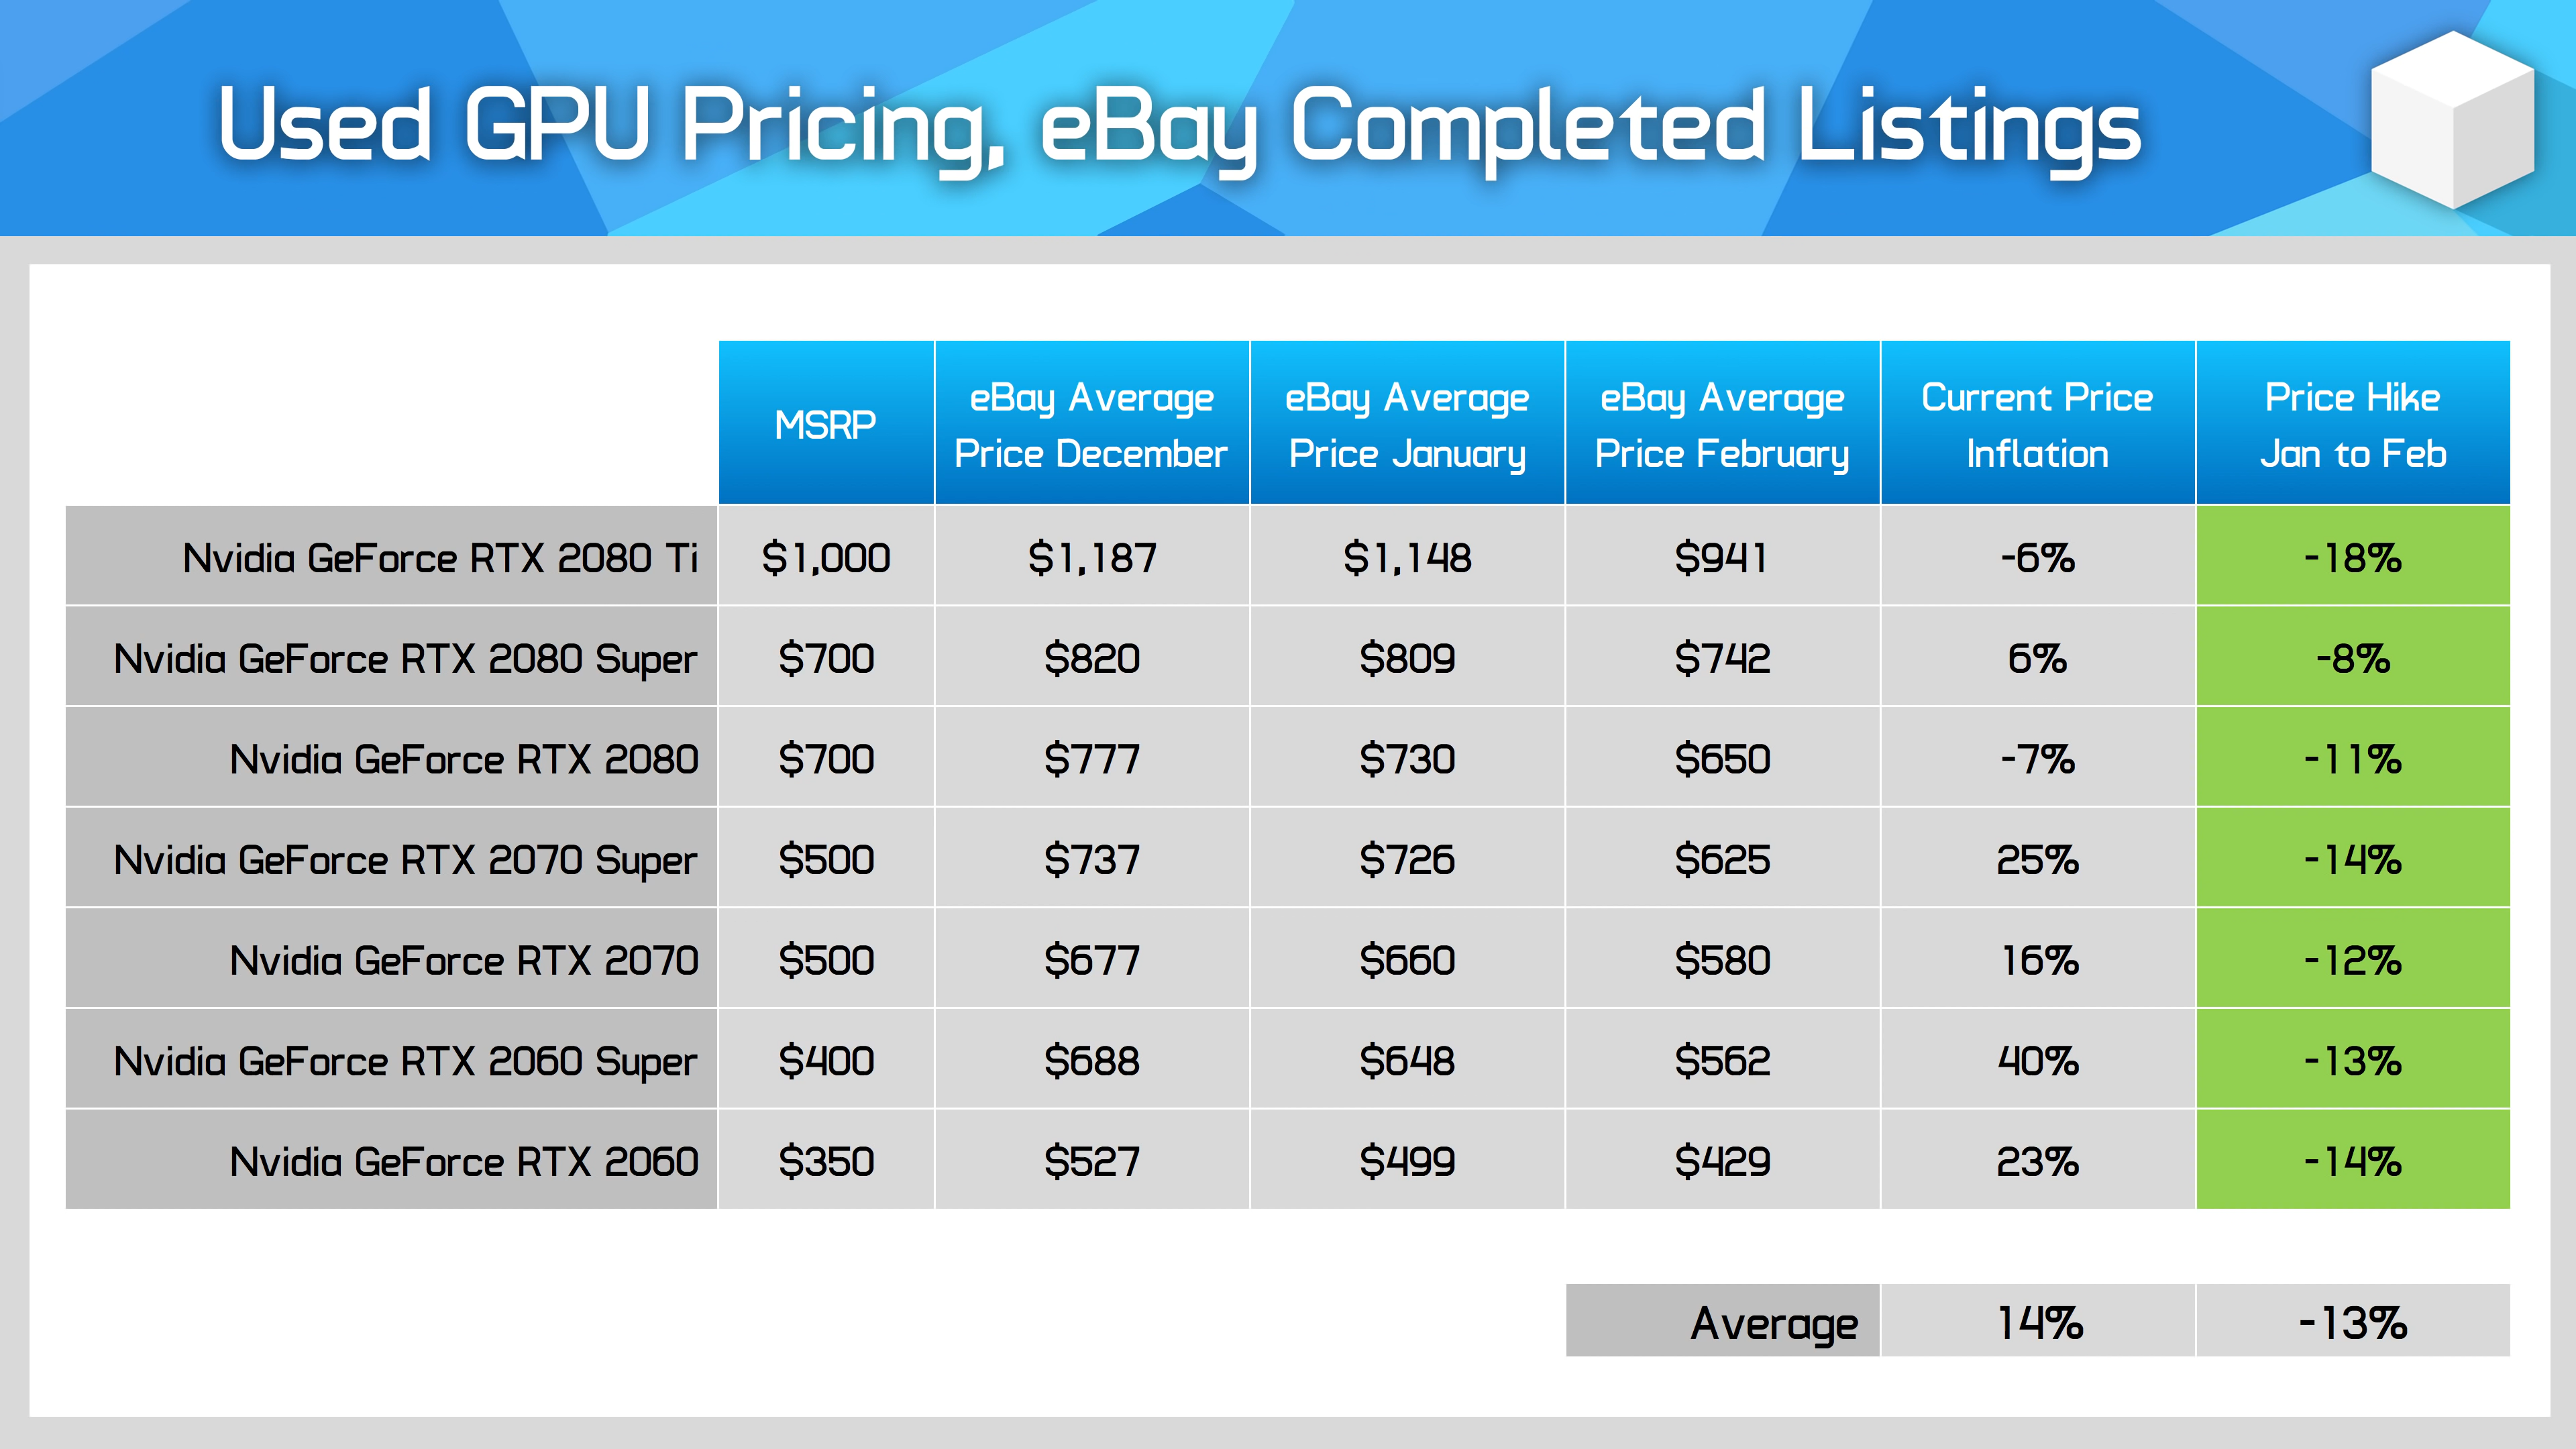 Used GPU Pricing, eBay Completed Listings
MSRP
eBay Average
Price December
eBay Average
Price January
eBay Average
Price February
Current Price
Inflation
Price Hike
Jan to Feb
Nvidia GeForce RTX 2080 Ti $1,000 $1,187 $1,148 $941 -6% -18%
Nvidia GeForce RTX 2080 Super $700 $820 $809 $742 6% -8%
Nvidia GeForce RTX 2080 $700 $777 $730 $650 -7% -11%
Nvidia GeForce RTX 2070 Super $500 $737 $726 $625 25% -14%
Nvidia GeForce RTX 2070 $500 $677 $660 $580 16% -12%
Nvidia GeForce RTX 2060 Super $400 $688 $648 $562 40% -13%
Nvidia GeForce RTX 2060 $350 $527 $499 $429 23% -14%
Average 14% -13%